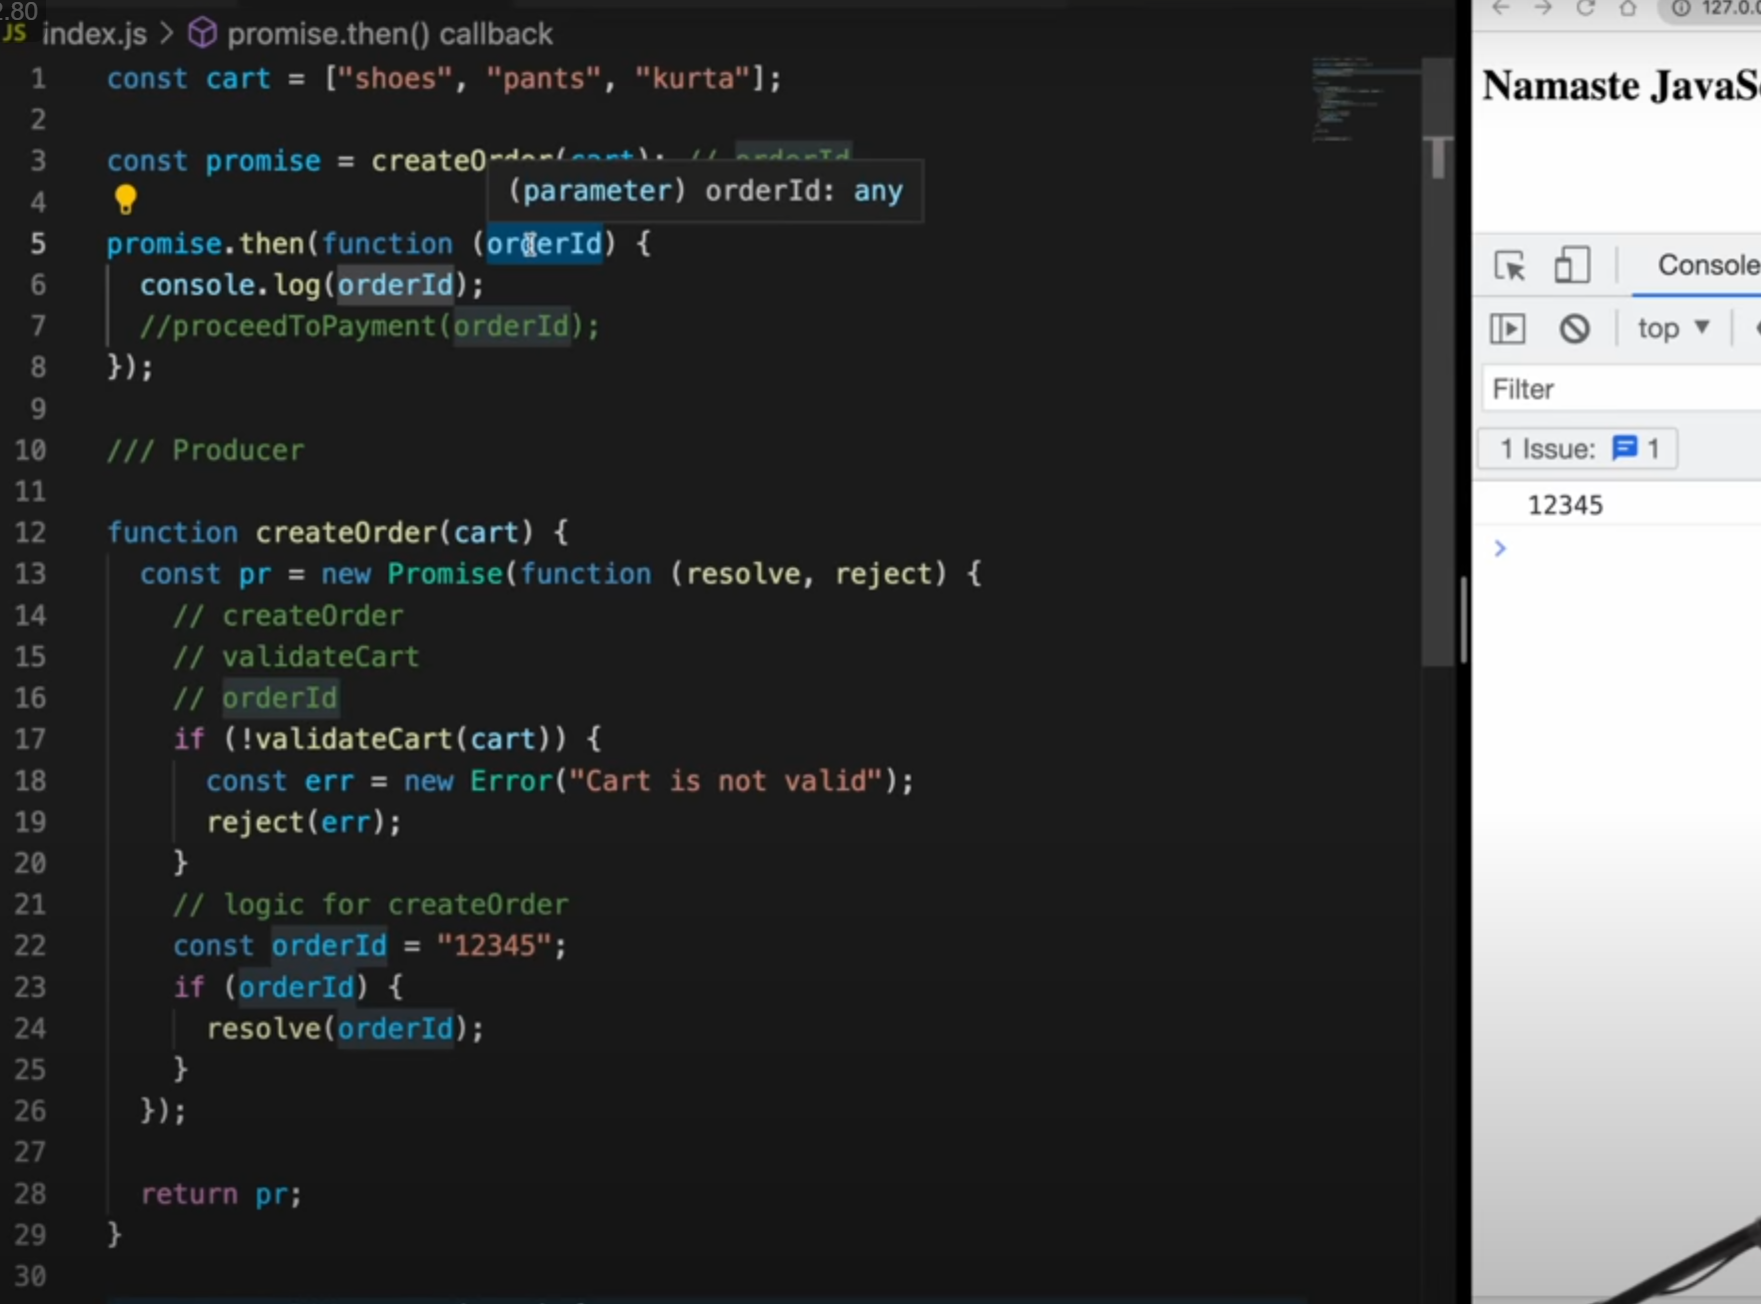 2.80
JS index.js > promise.then() callback
1 const cart = ["shoes", "pants", "kurta"];
2
3 const promise = createOrder(cart); // orderId
4
(parameter) orderId: any
5 promise.then(function (orderId) {
6 console.log(orderId);
7 //proceedToPayment(orderId);
8 });
9
10 /// Producer
11
12 function createOrder(cart) {
13 const pr = new Promise(function (resolve, reject) {
14 // createOrder
15 // validateCart
16 // orderId
17 if (!validateCart(cart)) {
18 const err = new Error("Cart is not valid");
19 reject(err);
20 }
21 // logic for createOrder
22 const orderId = "12345";
23 if (orderId) {
24 resolve(orderId);
25 }
26 });
27
28 return pr;
29 }
30
127.0.0
Namaste JavaSc
Console
top
Filter
1 Issue: 1
12345
>